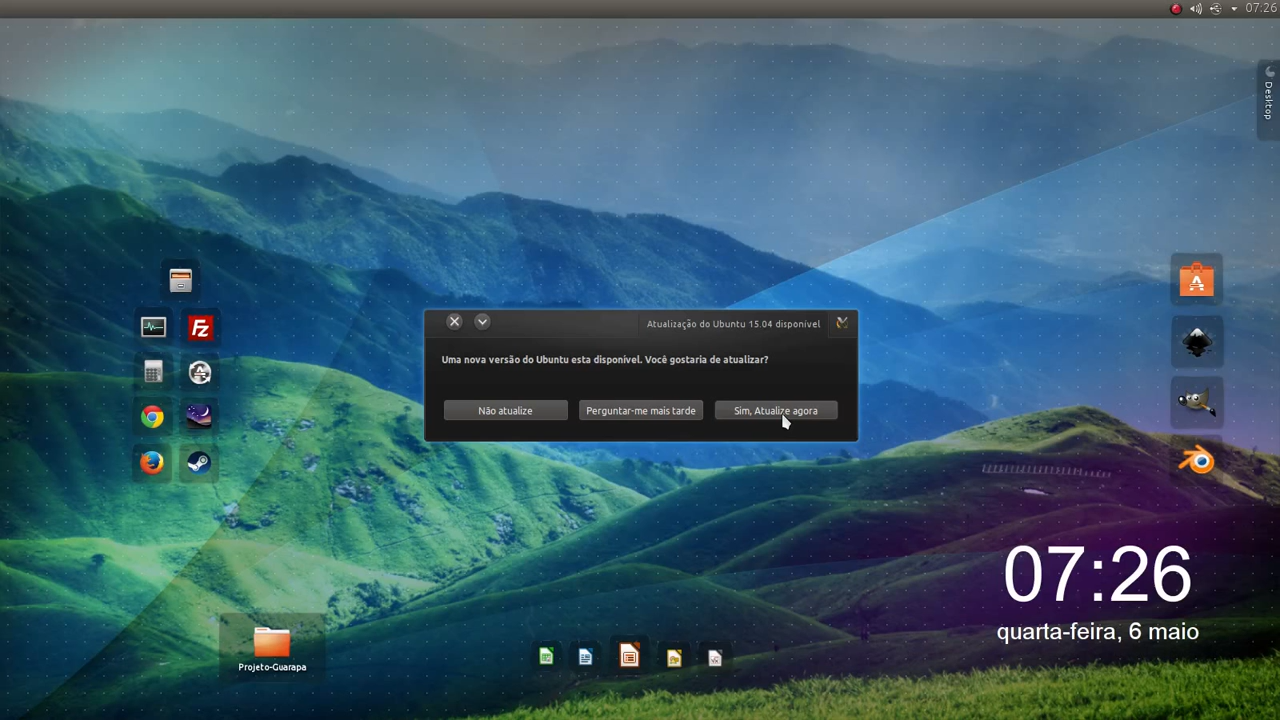 07:26
Desktop
Atualização do Ubuntu 15.04 disponível
Uma nova versão do Ubuntu esta disponível. Você gostaria de atualizar?
Não atualize
Perguntar-me mais tarde
Sim, Atualize agora
Fz
07:26
quarta-feira, 6 maio
Projeto-Guarapa